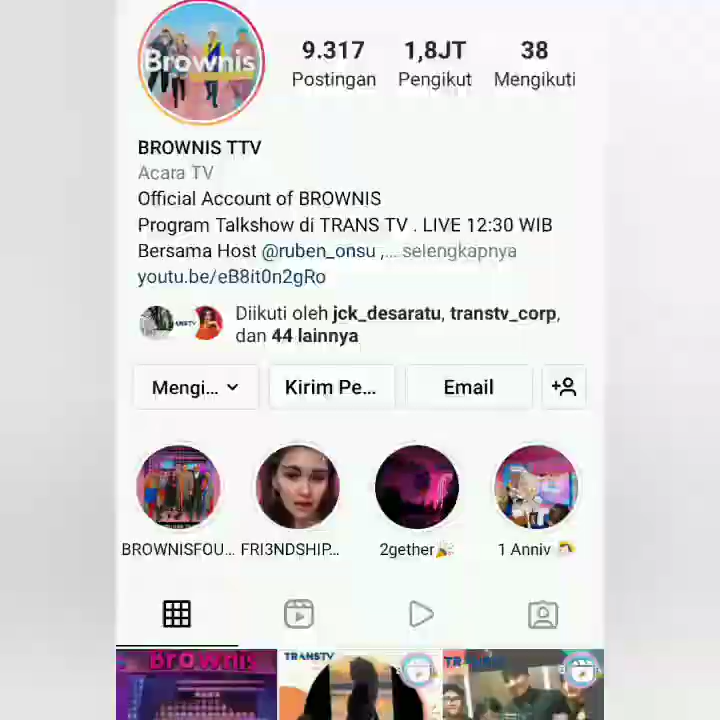 Brownis
9.317 1,8JT 38
Postingan Pengikut Mengikuti
BROWNIS TTV
Acara TV
Official Account of BROWNIS
Program Talkshow di TRANS TV . LIVE 12:30 WIB
Bersama Host @ruben_onsu ,... selengkapnya
youtu.be/eB8it0n2gRo
Diikuti oleh jck_desaratu, transtv_corp,
dan 44 lainnya
Mengi... Kirim Pe... Email
BROWNISFOU... FRI3NDSHIP... 2gether🎉 1 Anniv
Brownis
TRANSTV